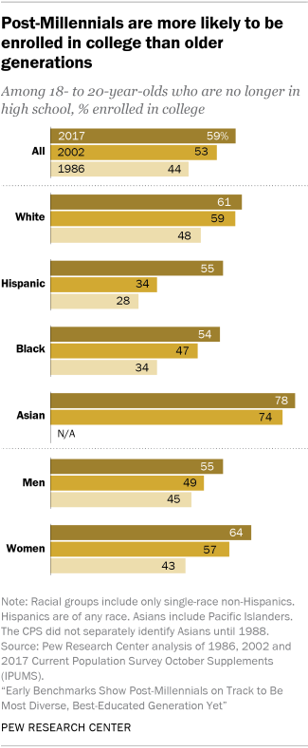 Post-Millennials are more likely to be
enrolled in college than older
generations
Among 18- to 20-year-olds who are no longer in
high school, % enrolled in college
2017 59%
All 2002 53
1986 44
61
White 59
48
55
Hispanic 34
28
54
Black 47
34
78
Asian 74
N/A
55
Men 49
45
64
Women 57
43
Note: Racial groups include only single-race non-Hispanics.
Hispanics are of any race. Asians include Pacific Islanders.
The CPS did not separately identify Asians until 1988.
Source: Pew Research Center analysis of 1986, 2002 and
2017 Current Population Survey October Supplements
(IPUMS).
“Early Benchmarks Show Post-Millennials on Track to Be
Most Diverse, Best-Educated Generation Yet”
PEW RESEARCH CENTER